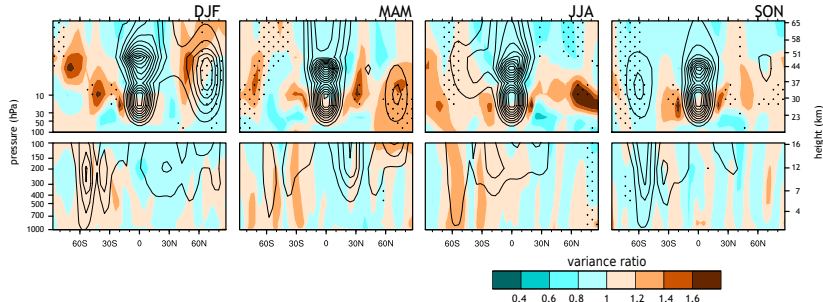 DJF MAM JJA SON
65
58
51
44
10 36
30 30
50 23
100
100 16
200 12
300
400 7
500
700 4
1000
60S 30S 0 30N 60N 60S 30S 0 30N 60N 60S 30S 0 30N 60N 60S 30S 0 30N 60N
pressure (hPa)
height (km)
variance ratio
0.4 0.6 0.8 1 1.2 1.4 1.6